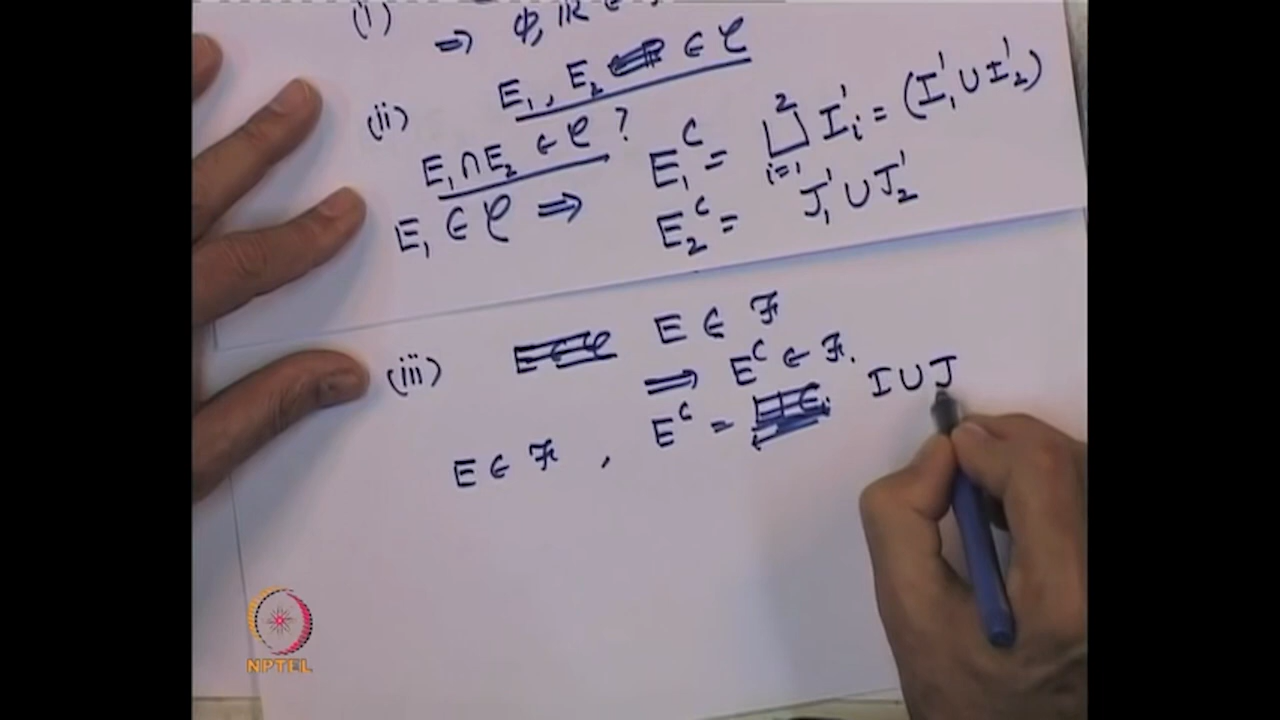 (i) ⇒ φ, ℝ ∈
(ii) E₁, E₂ ∈ 𝒞
E₁ ∩ E₂ ∈ 𝒞 ?
E₁ ∈ 𝒞 ⇒ E₁ᶜ = ⊔ᵢ₌₁² I'ᵢ = (I'₁ ∪ I'₂)
E₂ᶜ = J'₁ ∪ J'₂
(iii) E ∈ ℱ
⇒ Eᶜ ∈ ℱ.
Eᶜ = I ∪ J
E ∈ ℱ ,
NPTEL